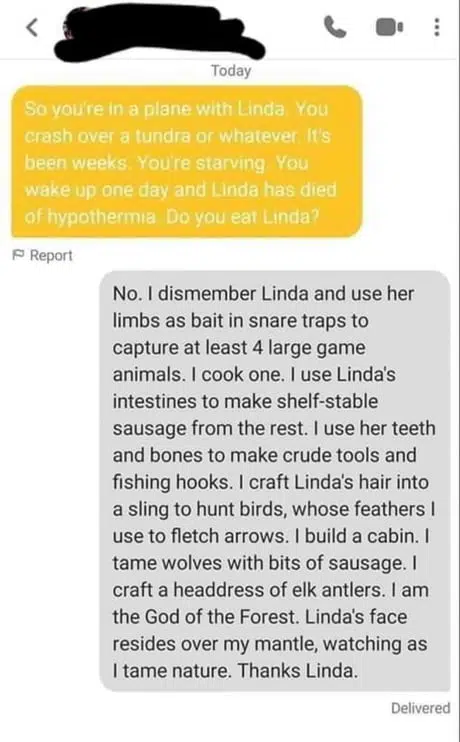 Today
So you're in a plane with Linda. You
crash over a tundra or whatever. It's
been weeks. You're starving. You
wake up one day and Linda has died
of hypothermia. Do you eat Linda?
Report
No. I dismember Linda and use her
limbs as bait in snare traps to
capture at least 4 large game
animals. I cook one. I use Linda's
intestines to make shelf-stable
sausage from the rest. I use her teeth
and bones to make crude tools and
fishing hooks. I craft Linda's hair into
a sling to hunt birds, whose feathers I
use to fletch arrows. I build a cabin. I
tame wolves with bits of sausage. I
craft a headdress of elk antlers. I am
the God of the Forest. Linda's face
resides over my mantle, watching as
I tame nature. Thanks Linda.
Delivered